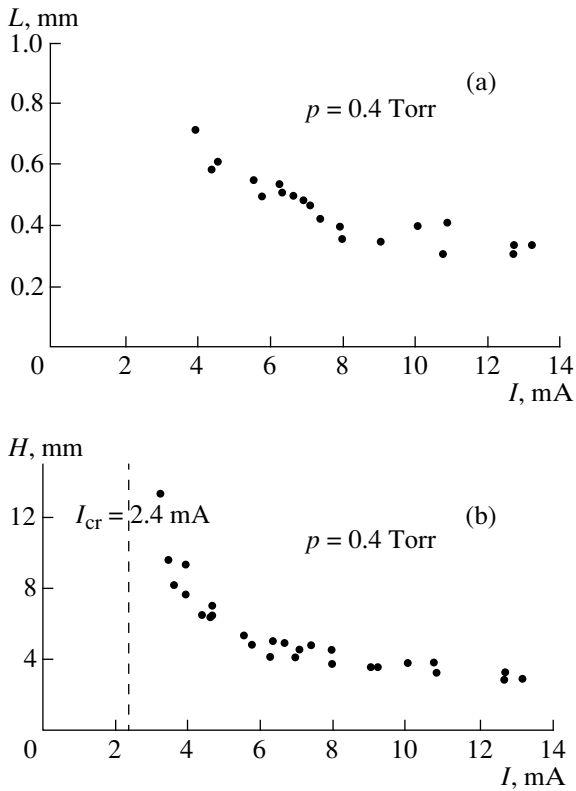 L, mm
1.0
(a)
p = 0.4 Torr
0.8
0.6
0.4
0.2
0 2 4 6 8 10 12 14
I, mA
H, mm
I_cr = 2.4 mA
(b)
12
p = 0.4 Torr
8
4
0 2 4 6 8 10 12 14
I, mA